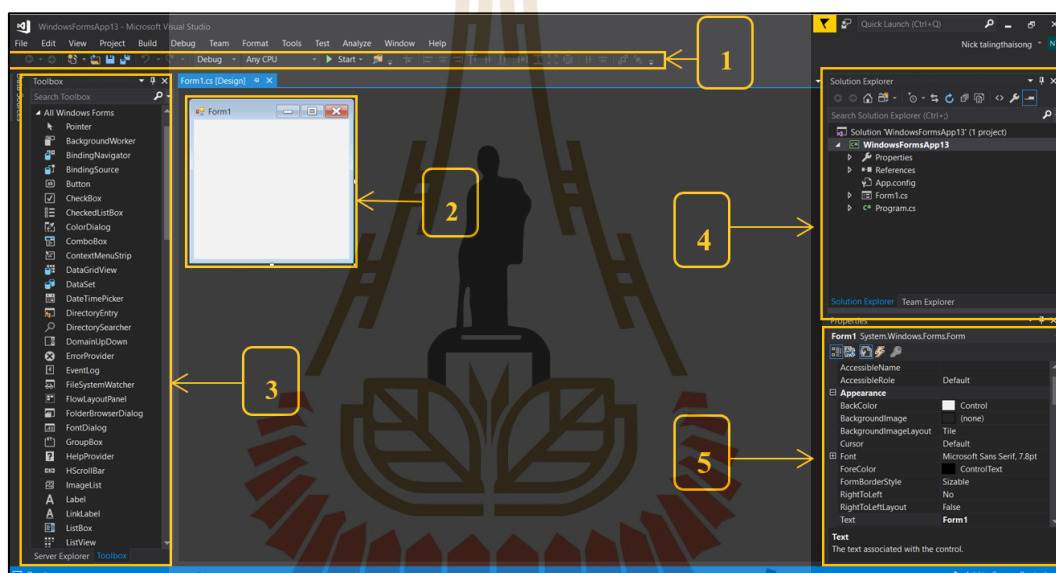 WindowsFormsApp13 - Microsoft Visual Studio
Quick Launch (Ctrl+Q)
File Edit View Project Build Debug Team Format Tools Test Analyze Window Help
Nick talingthaisong
Debug Any CPU Start
1
Toolbox
Search Toolbox
All Windows Forms
Pointer
BackgroundWorker
BindingNavigator
BindingSource
Button
CheckBox
CheckedListBox
ColorDialog
ComboBox
ContextMenuStrip
DataGridView
DataSet
DateTimePicker
DirectoryEntry
DirectorySearcher
DomainUpDown
ErrorProvider
EventLog
FileSystemWatcher
FlowLayoutPanel
FolderBrowserDialog
FontDialog
GroupBox
HelpProvider
HScrollBar
ImageList
Label
LinkLabel
ListBox
ListView
Server Explorer Toolbox
3
Form1.cs [Design]
Form1
2
Solution Explorer
Search Solution Explorer (Ctrl+;)
Solution 'WindowsFormsApp13' (1 project)
WindowsFormsApp13
Properties
References
App.config
Form1.cs
Program.cs
Solution Explorer Team Explorer
4
Properties
Form1 System.Windows.Forms.Form
AccessibleName
AccessibleRole Default
Appearance
BackColor Control
BackgroundImage (none)
BackgroundImageLayout Tile
Cursor Default
Font Microsoft Sans Serif, 7.8pt
ForeColor ControlText
FormBorderStyle Sizable
RightToLeft No
RightToLeftLayout False
Text Form1
Text
The text associated with the control.
5